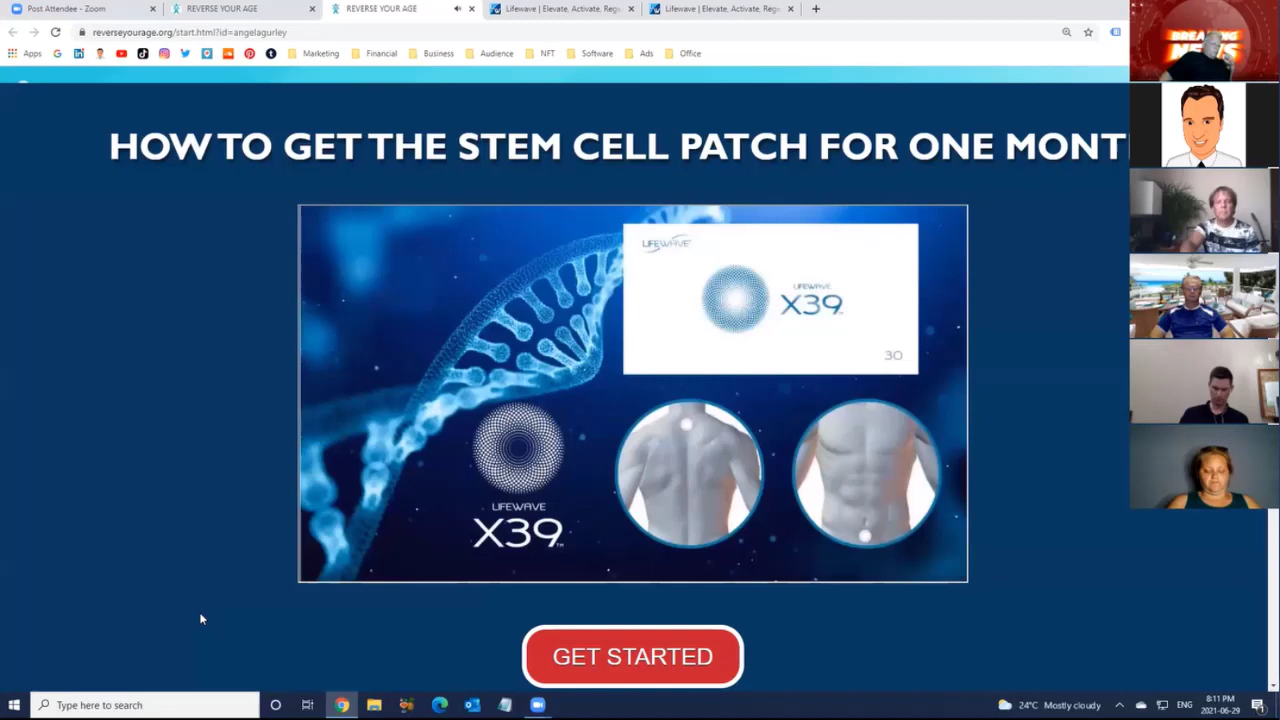 Post Attendee - Zoom
REVERSE YOUR AGE
REVERSE YOUR AGE
Lifewave | Elevate, Activate, Reg
Lifewave | Elevate, Activate, Reg
reverseyourage.org/start.html?id=angelagurley
Apps
Marketing
Financial
Business
Audience
NFT
Software
Ads
Office
BREAKING
NEWS
HOW TO GET THE STEM CELL PATCH FOR ONE MONT
LIFEWAVE
LIFEWAVE
X39
30
LIFEWAVE
X39
GET STARTED
Type here to search
24°C Mostly cloudy
ENG
8:11 PM
2021-06-29